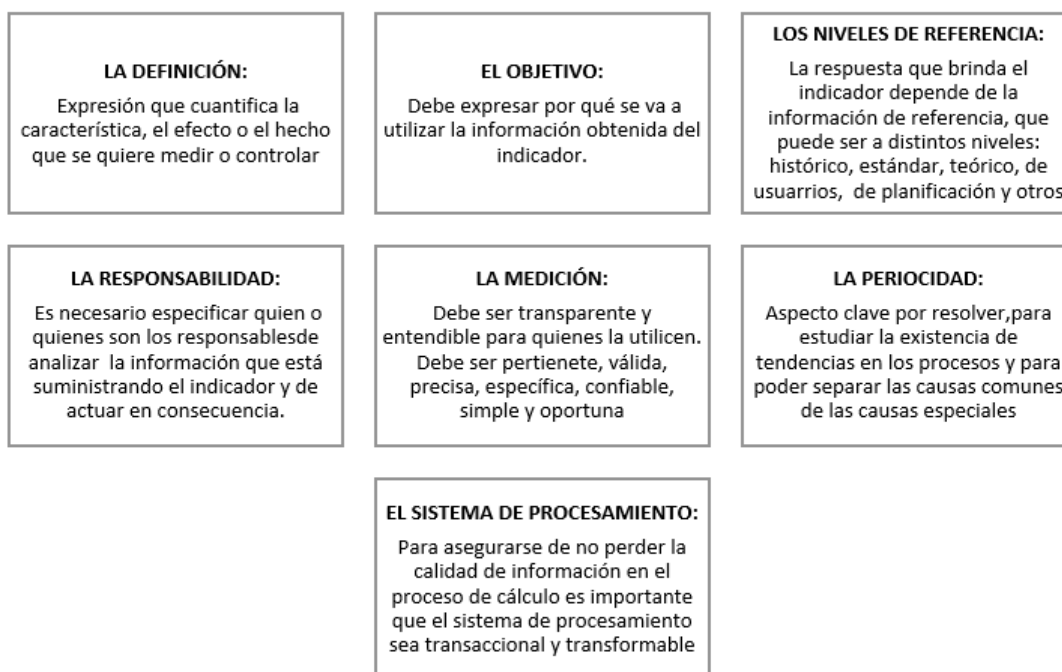 LA DEFINICIÓN:
Expresión que cuantifica la
característica, el efecto o el hecho
que se quiere medir o controlar
EL OBJETIVO:
Debe expresar por qué se va a
utilizar la información obtenida del
indicador.
LOS NIVELES DE REFERENCIA:
La respuesta que brinda el
indicador depende de la
información de referencia, que
puede ser a distintos niveles:
histórico, estándar, teórico, de
usuarrios, de planificación y otros
LA RESPONSABILIDAD:
Es necesario especificar quien o
quienes son los responsablesde
analizar la información que está
suministrando el indicador y de
actuar en consecuencia.
LA MEDICIÓN:
Debe ser transparente y
entendible para quienes la utilicen.
Debe ser pertienete, válida,
precisa, específica, confiable,
simple y oportuna
LA PERIOCIDAD:
Aspecto clave por resolver,para
estudiar la existencia de
tendencias en los procesos y para
poder separar las causas comunes
de las causas especiales
EL SISTEMA DE PROCESAMIENTO:
Para asegurarse de no perder la
calidad de información en el
proceso de cálculo es importante
que el sistema de procesamiento
sea transaccional y transformable